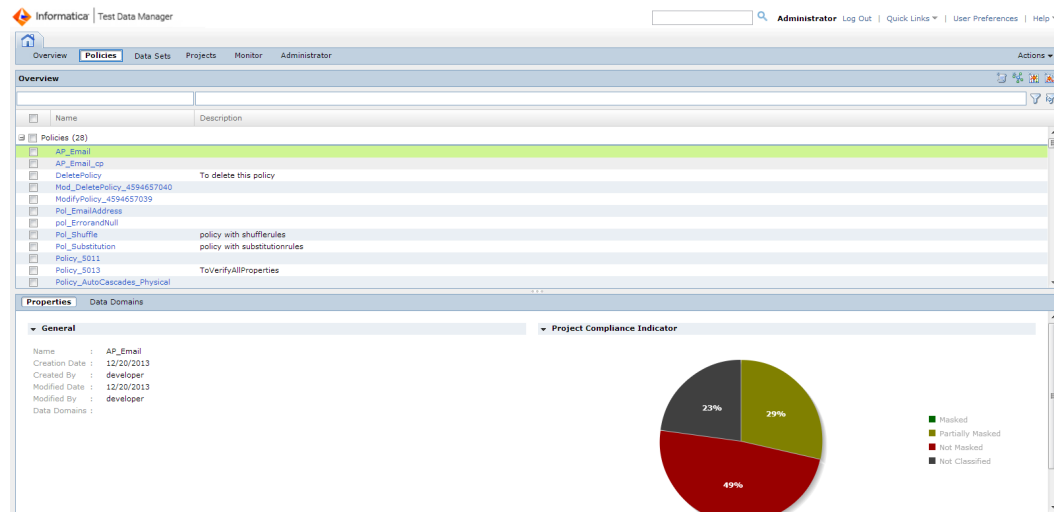 Informatica Test Data Manager
Administrator Log Out | Quick Links | User Preferences | Help
Overview Policies Data Sets Projects Monitor Administrator Actions
Overview
Name Description
Policies (28)
AP_Email
AP_Email_cp
DeletePolicy To delete this policy
Mod_DeletePolicy_4594657040
ModifyPolicy_4594657039
Pol_EmailAddress
pol_ErrorandNull
Pol_Shuffle policy with shufflerules
Pol_Substitution policy with substitutionrules
Policy_5011
Policy_5013 ToVerifyAllProperties
Policy_AutoCascades_Physical
Properties Data Domains
General
Name : AP_Email
Creation Date : 12/20/2013
Created By : developer
Modified Date : 12/20/2013
Modified By : developer
Data Domains :
Project Compliance Indicator
23%
29%
49%
Masked
Partially Masked
Not Masked
Not Classified